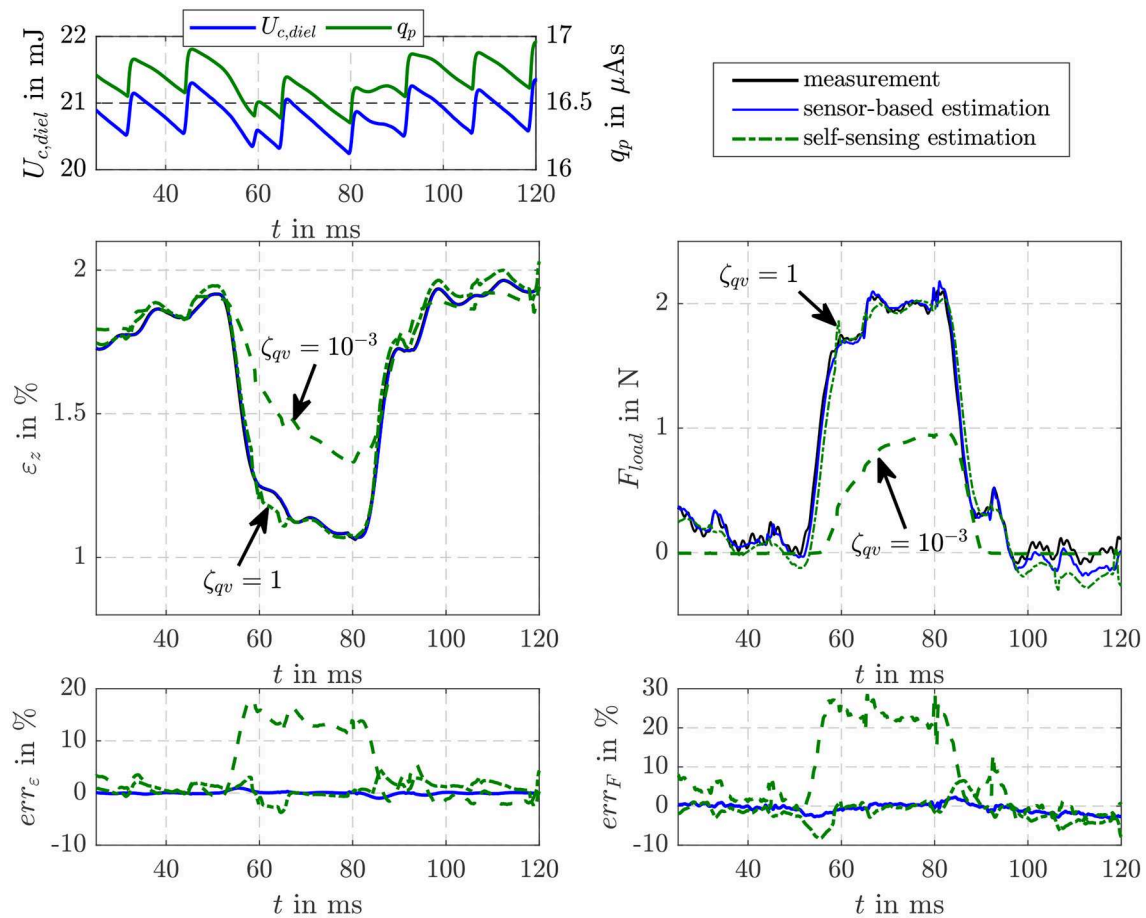 U_{c,diel} q_p
22 17
21 16.5
20 16
U_{c,diel} in mJ
q_p in μAs
40 60 80 100 120
t in ms
measurement
sensor-based estimation
self-sensing estimation
2
1.5
1
ε_z in %
ζ_{qv} = 10^{-3}
ζ_{qv} = 1
40 60 80 100 120
t in ms
2
1
0
F_{load} in N
ζ_{qv} = 1
ζ_{qv} = 10^{-3}
40 60 80 100 120
t in ms
20
10
0
-10
err_ε in %
40 60 80 100 120
t in ms
30
20
10
0
-10
err_F in %
40 60 80 100 120
t in ms